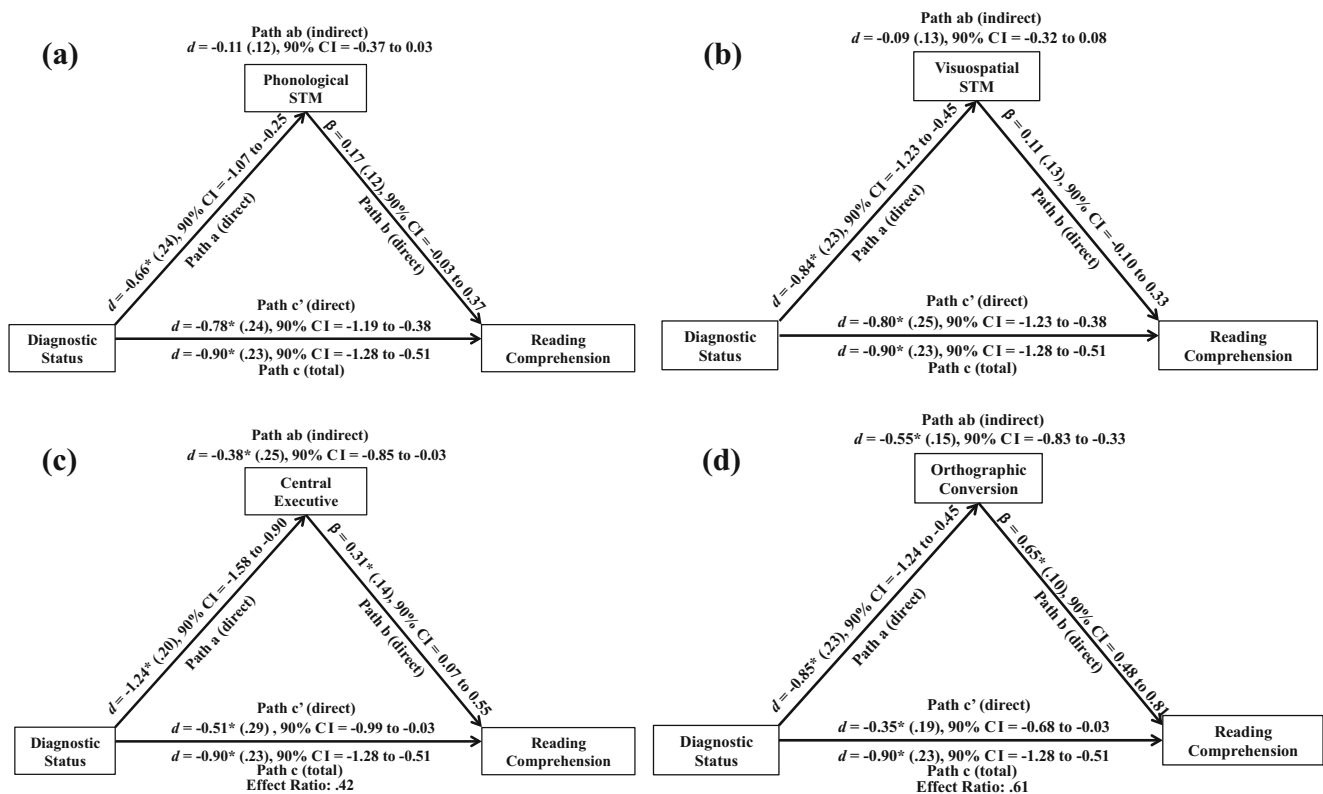 (a)
Path ab (indirect)
d = -0.11 (.12), 90% CI = -0.37 to 0.03
Phonological
STM
d = -0.66* (.24), 90% CI = -1.07 to -0.25
Path a (direct)
β = 0.17 (.12), 90% CI = -0.03 to 0.37
Path b (direct)
Path c' (direct)
d = -0.78* (.24), 90% CI = -1.19 to -0.38
Diagnostic
Status
Reading
Comprehension
d = -0.90* (.23), 90% CI = -1.28 to -0.51
Path c (total)
(b)
Path ab (indirect)
d = -0.09 (.13), 90% CI = -0.32 to 0.08
Visuospatial
STM
d = -0.84* (.23), 90% CI = -1.23 to -0.45
Path a (direct)
β = 0.11 (.13), 90% CI = -0.10 to 0.33
Path b (direct)
Path c' (direct)
d = -0.80* (.25), 90% CI = -1.23 to -0.38
Diagnostic
Status
Reading
Comprehension
d = -0.90* (.23), 90% CI = -1.28 to -0.51
Path c (total)
(c)
Path ab (indirect)
d = -0.38* (.25), 90% CI = -0.85 to -0.03
Central
Executive
d = -1.24* (.20), 90% CI = -1.58 to -0.90
Path a (direct)
β = 0.31* (.14), 90% CI = 0.07 to 0.55
Path b (direct)
Path c' (direct)
d = -0.51* (.29) , 90% CI = -0.99 to -0.03
Diagnostic
Status
Reading
Comprehension
d = -0.90* (.23), 90% CI = -1.28 to -0.51
Path c (total)
Effect Ratio: .42
(d)
Path ab (indirect)
d = -0.55* (.15), 90% CI = -0.83 to -0.33
Orthographic
Conversion
d = -0.85* (.23), 90% CI = -1.24 to -0.45
Path a (direct)
β = 0.65* (.10), 90% CI = 0.48 to 0.81
Path b (direct)
Path c' (direct)
d = -0.35* (.19), 90% CI = -0.68 to -0.03
Diagnostic
Status
Reading
Comprehension
d = -0.90* (.23), 90% CI = -1.28 to -0.51
Path c (total)
Effect Ratio: .61